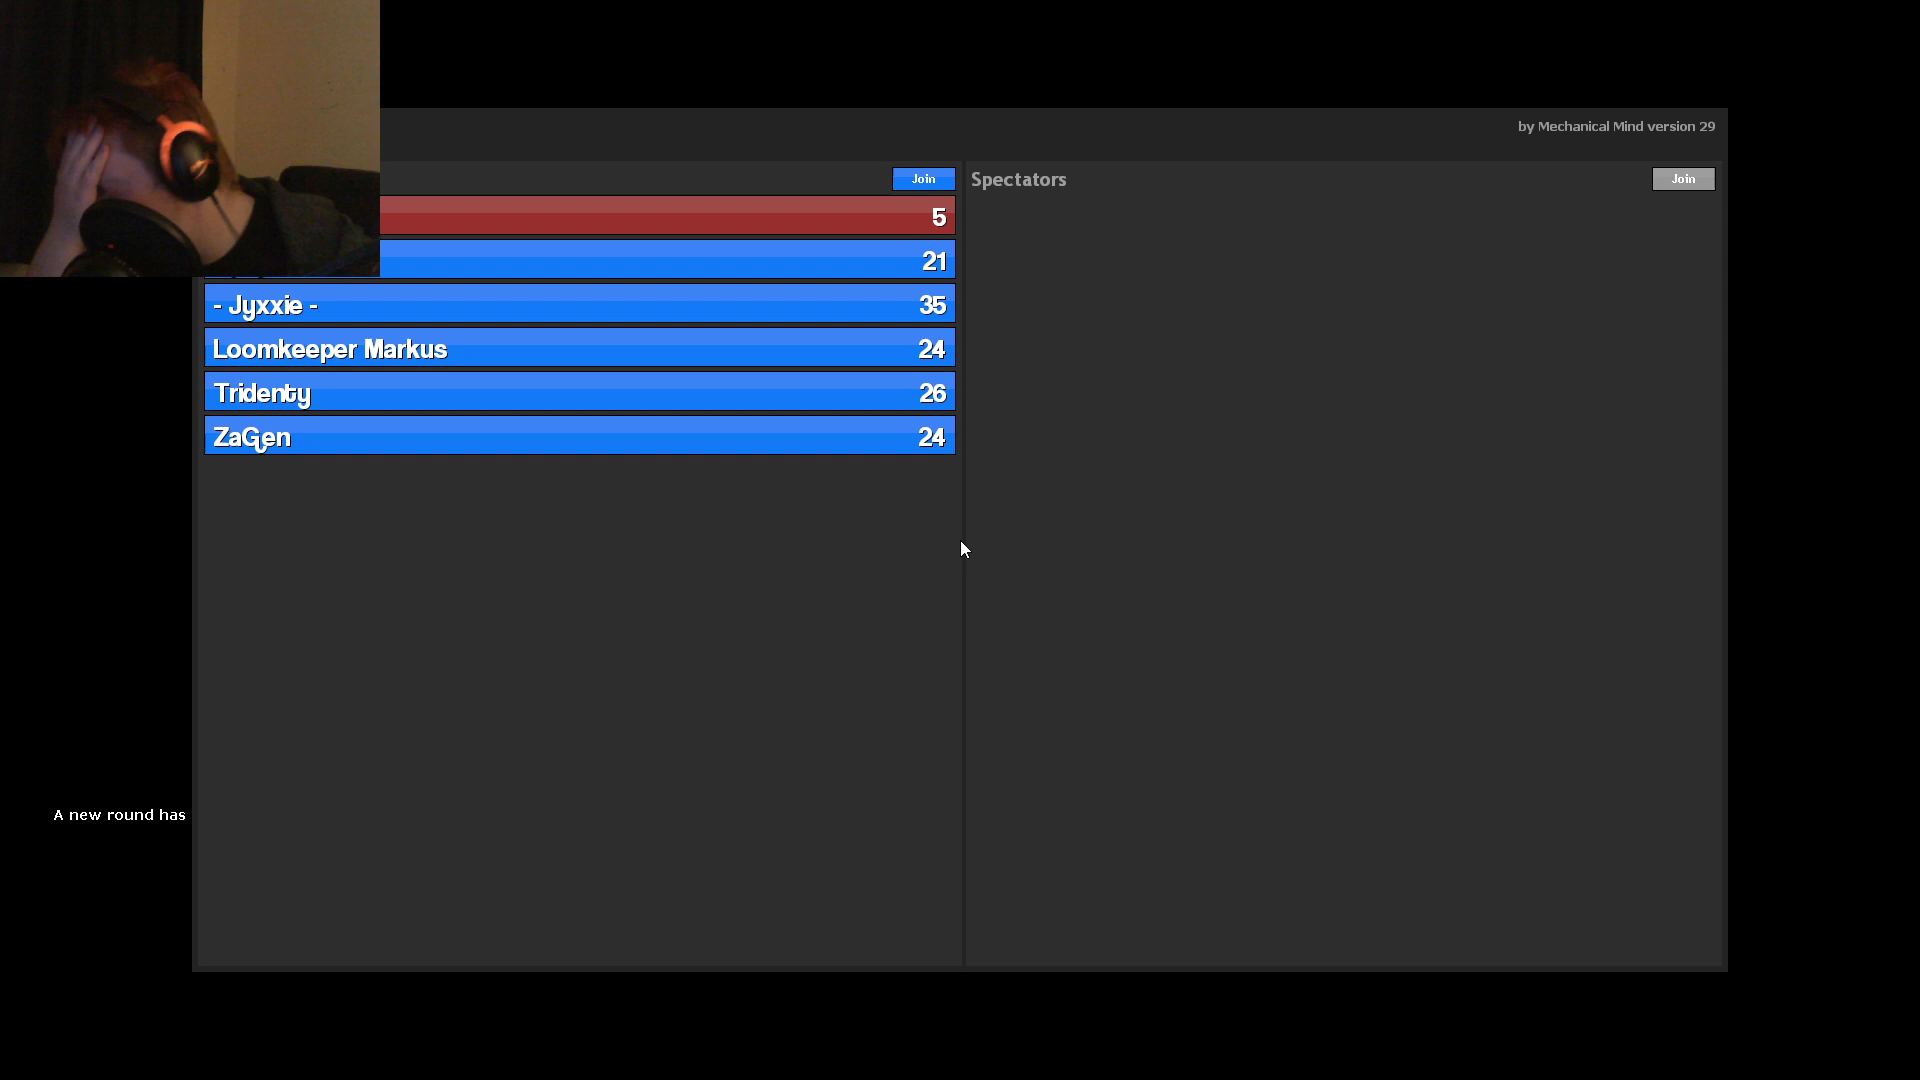 by Mechanical Mind version 29
Join
Spectators
Join
5
21
- Jyxxie -
35
Loomkeeper Markus
24
Tridenty
26
ZaGen
24
A new round has